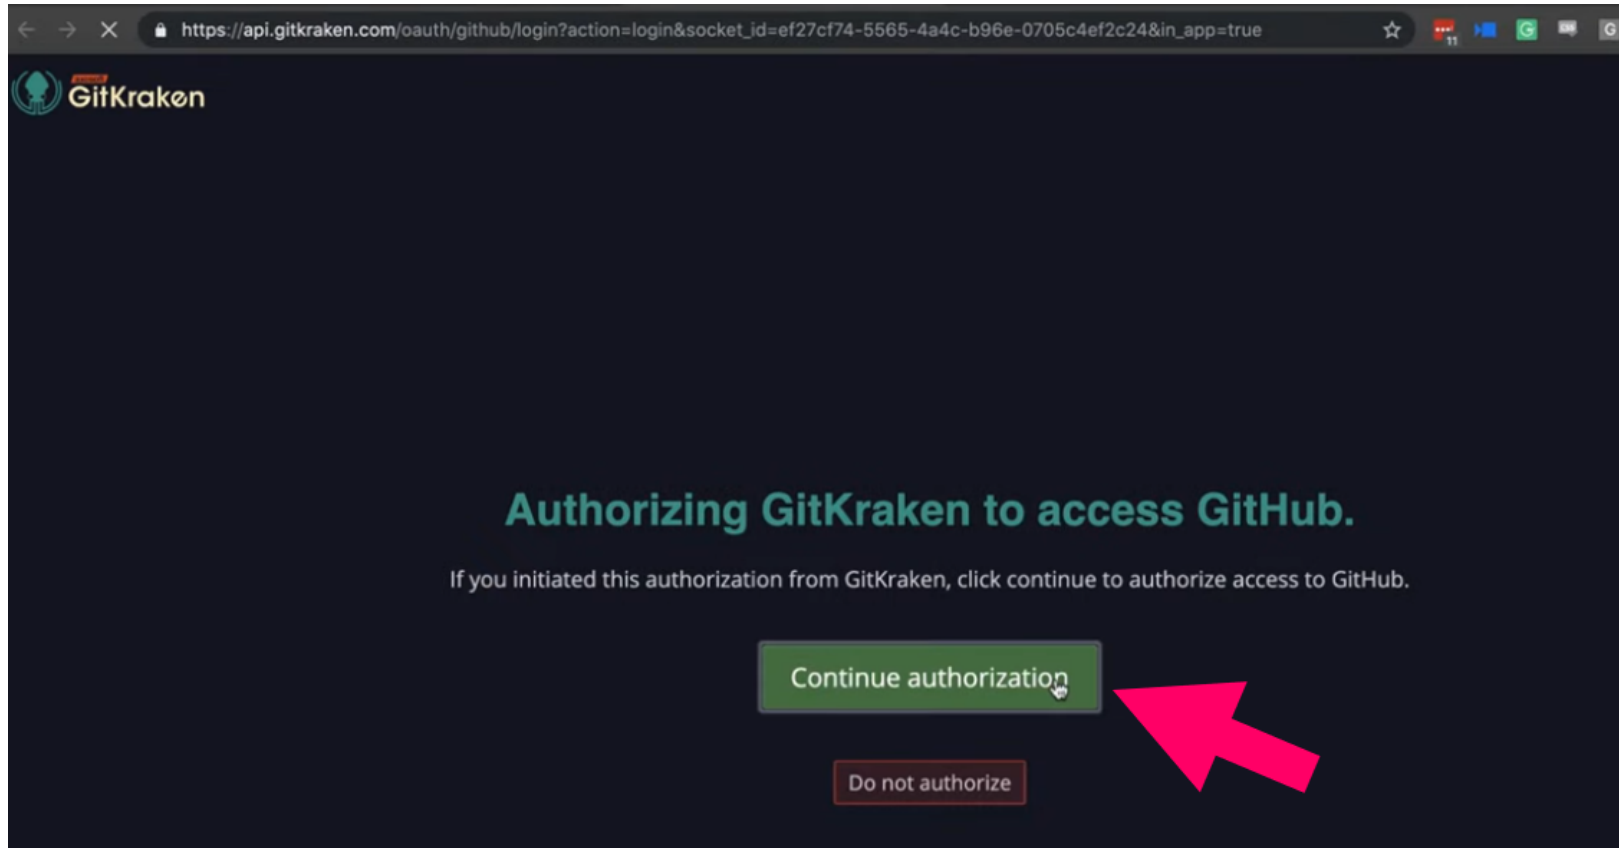 https://api.gitkraken.com/oauth/github/login?action=login&socket_id=ef27cf74-5565-4a4c-b96e-0705c4ef2c24&in_app=true
11
G
G
GitKraken
Authorizing GitKraken to access GitHub.
If you initiated this authorization from GitKraken, click continue to authorize access to GitHub.
Continue authorization
Do not authorize